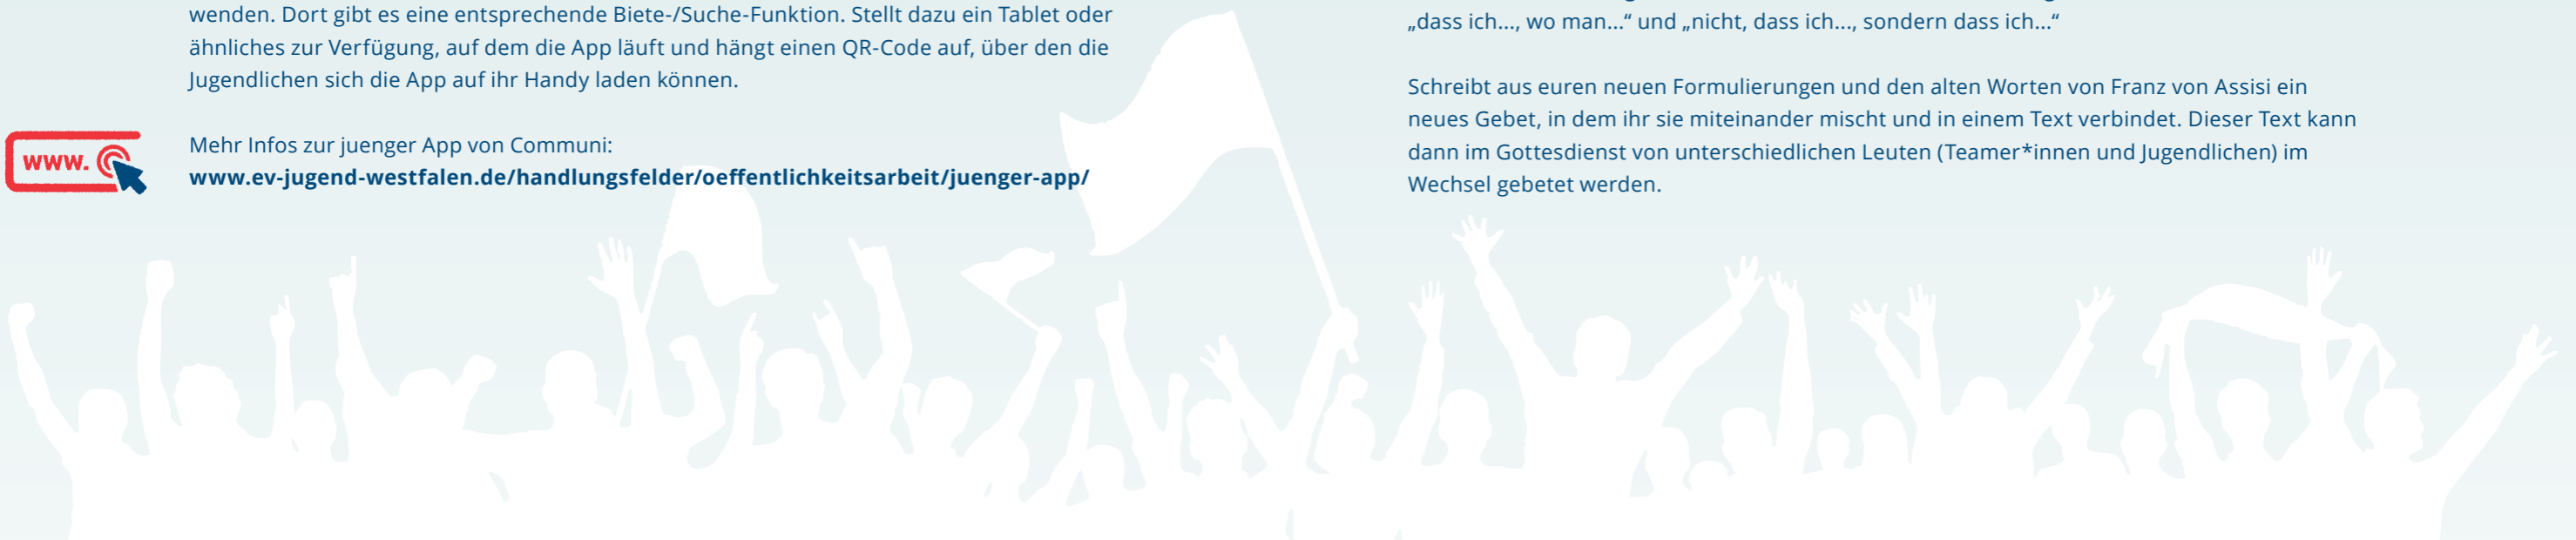 wenden. Dort gibt es eine entsprechende Biete-/Suche-Funktion. Stellt dazu ein Tablet oder
ähnliches zur Verfügung, auf dem die App läuft und hängt einen QR-Code auf, über den die
Jugendlichen sich die App auf ihr Handy laden können.
www.
Mehr Infos zur juenger App von Communi:
www.ev-jugend-westfalen.de/handlungsfelder/oeffentlichkeitsarbeit/juenger-app/
„dass ich..., wo man...“ und „nicht, dass ich..., sondern dass ich...“
Schreibt aus euren neuen Formulierungen und den alten Worten von Franz von Assisi ein
neues Gebet, in dem ihr sie miteinander mischt und in einem Text verbindet. Dieser Text kann
dann im Gottesdienst von unterschiedlichen Leuten (Teamer*innen und Jugendlichen) im
Wechsel gebetet werden.